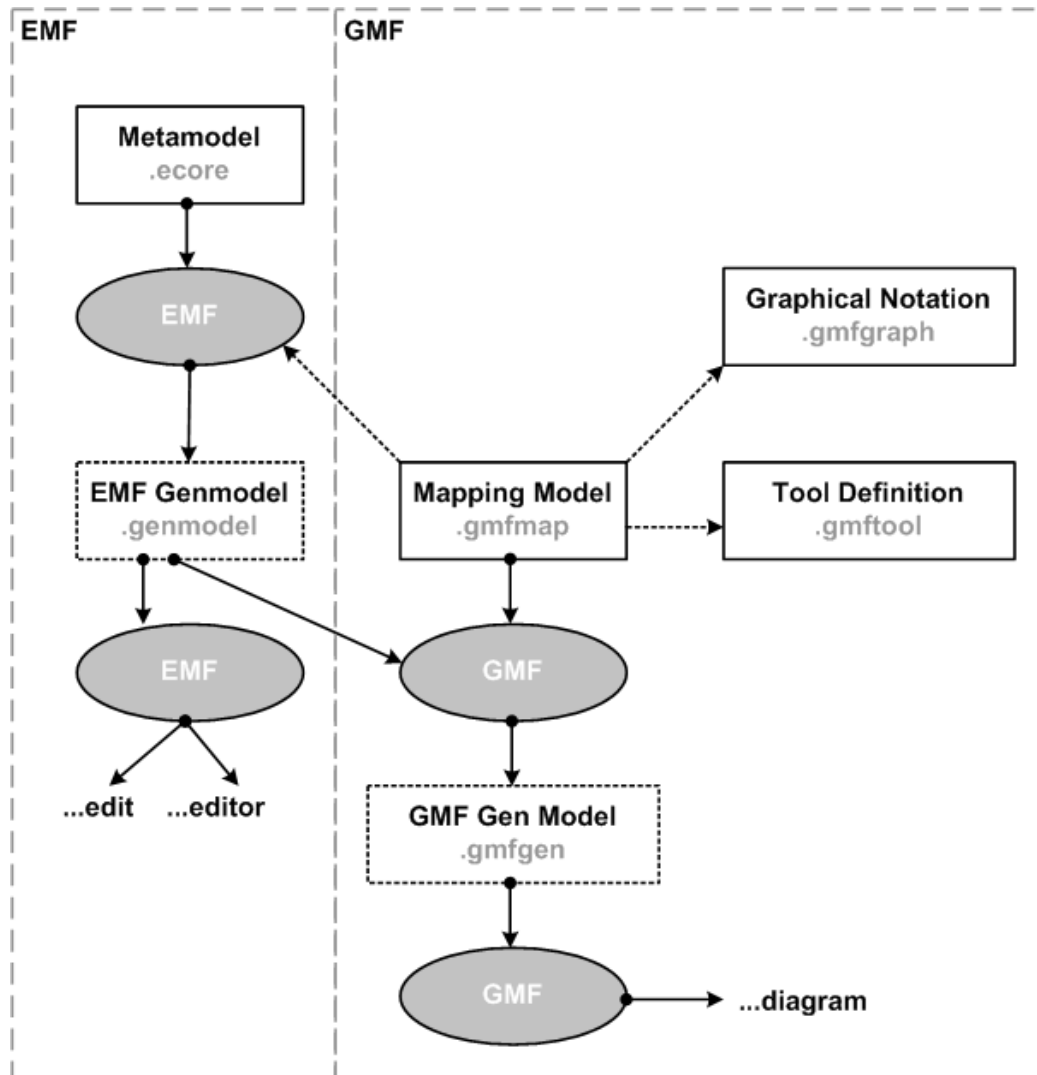 EMF
GMF
Metamodel
.ecore
EMF
Graphical Notation
.gmfgraph
EMF Genmodel
.genmodel
Mapping Model
.gmfmap
Tool Definition
.gmftool
EMF
GMF
...edit
...editor
GMF Gen Model
.gmfgen
GMF
...diagram